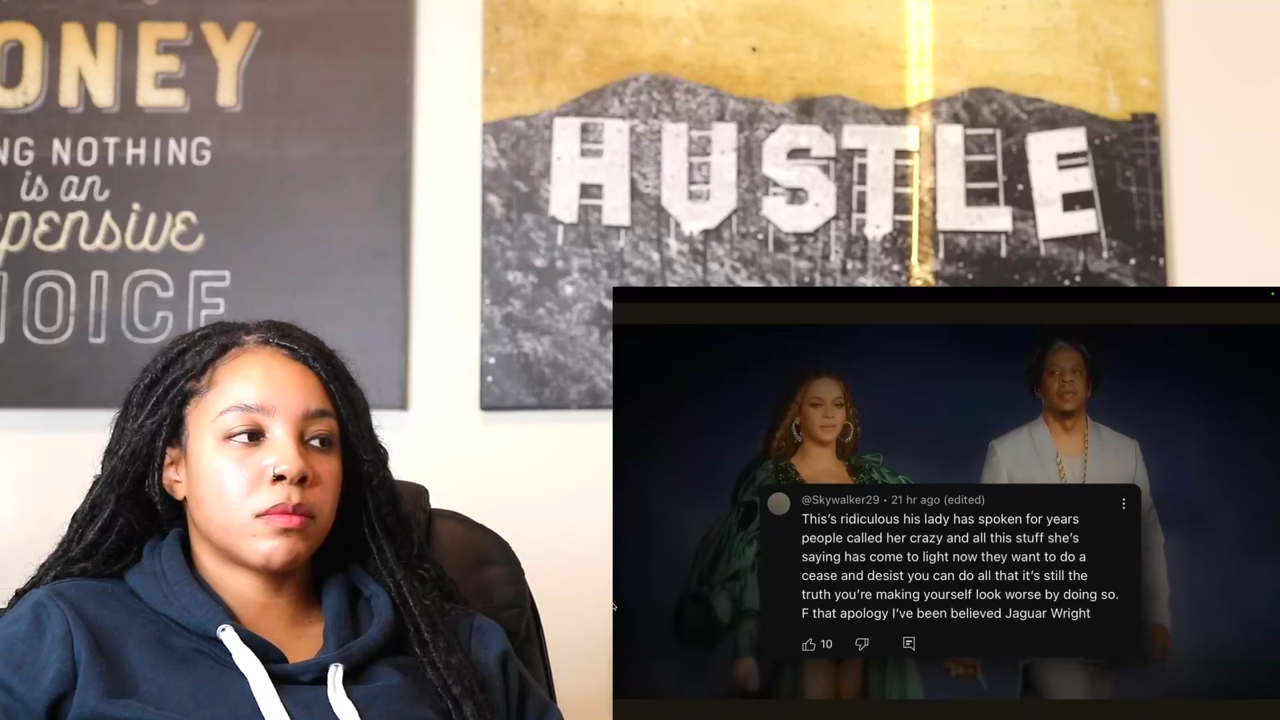 ONEY
NG NOTHING
is an
pensive
HOICE
HUSTLE
@Skywalker29 • 21 hr ago (edited)
This's ridiculous his lady has spoken for years
people called her crazy and all this stuff she's
saying has come to light now they want to do a
cease and desist you can do all that it's still the
truth you're making yourself look worse by doing so.
F that apology I've been believed Jaguar Wright
10